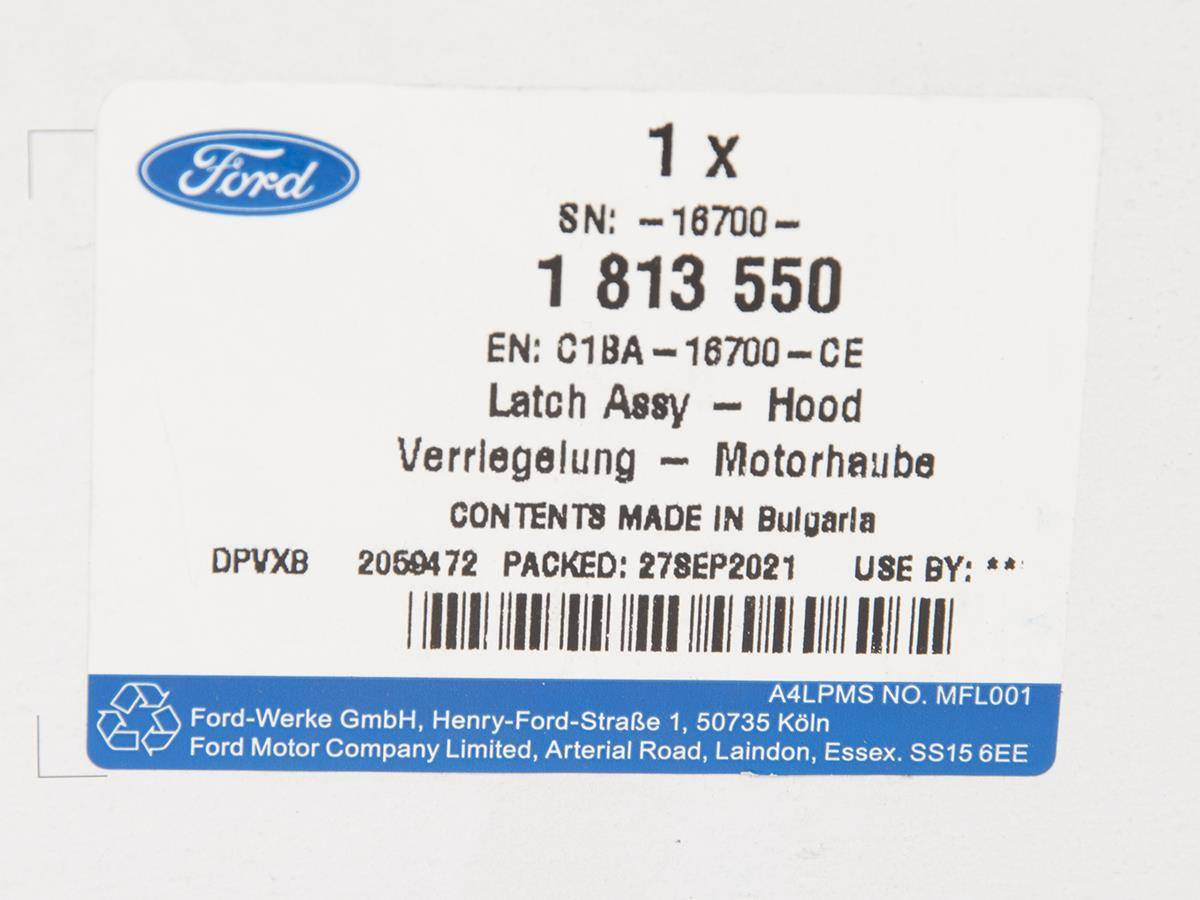 Ford
1 x
SN: -16700-
1 813 550
EN: C1BA-16700-CE
Latch Assy - Hood
Verriegelung - Motorhaube
CONTENTS MADE IN Bulgaria
DPVXB 2059472 PACKED: 27SEP2021 USE BY: **
A4LPMS NO. MFL001
Ford-Werke GmbH, Henry-Ford-Straße 1, 50735 Köln
Ford Motor Company Limited, Arterial Road, Laindon, Essex. SS15 6EE